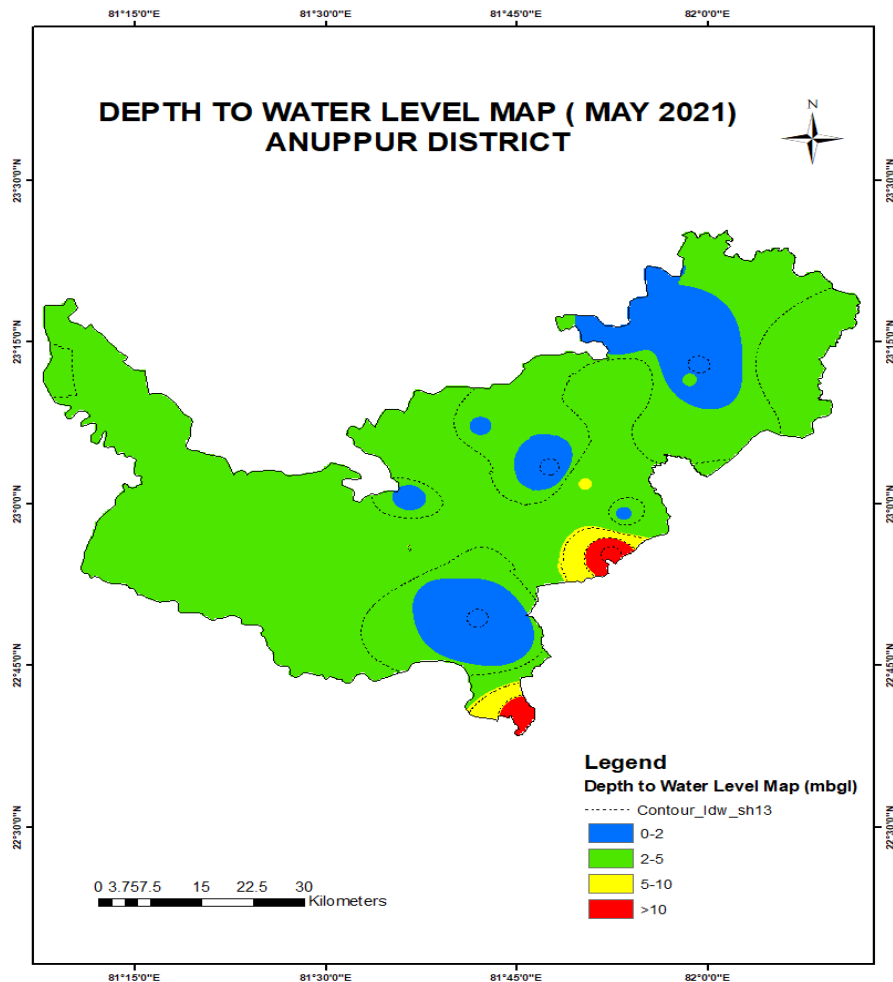 81°15'0"E 81°30'0"E 81°45'0"E 82°0'0"E
DEPTH TO WATER LEVEL MAP ( MAY 2021)
ANUPPUR DISTRICT
N
23°30'0"N 23°30'0"N
23°15'0"N 23°15'0"N
23°0'0"N 23°0'0"N
22°45'0"N 22°45'0"N
22°30'0"N 22°30'0"N
Legend
Depth to Water Level Map (mbgl)
Contour_Idw_sh13
0-2
2-5
5-10
>10
0 3.757.5 15 22.5 30
Kilometers
81°15'0"E 81°30'0"E 81°45'0"E 82°0'0"E